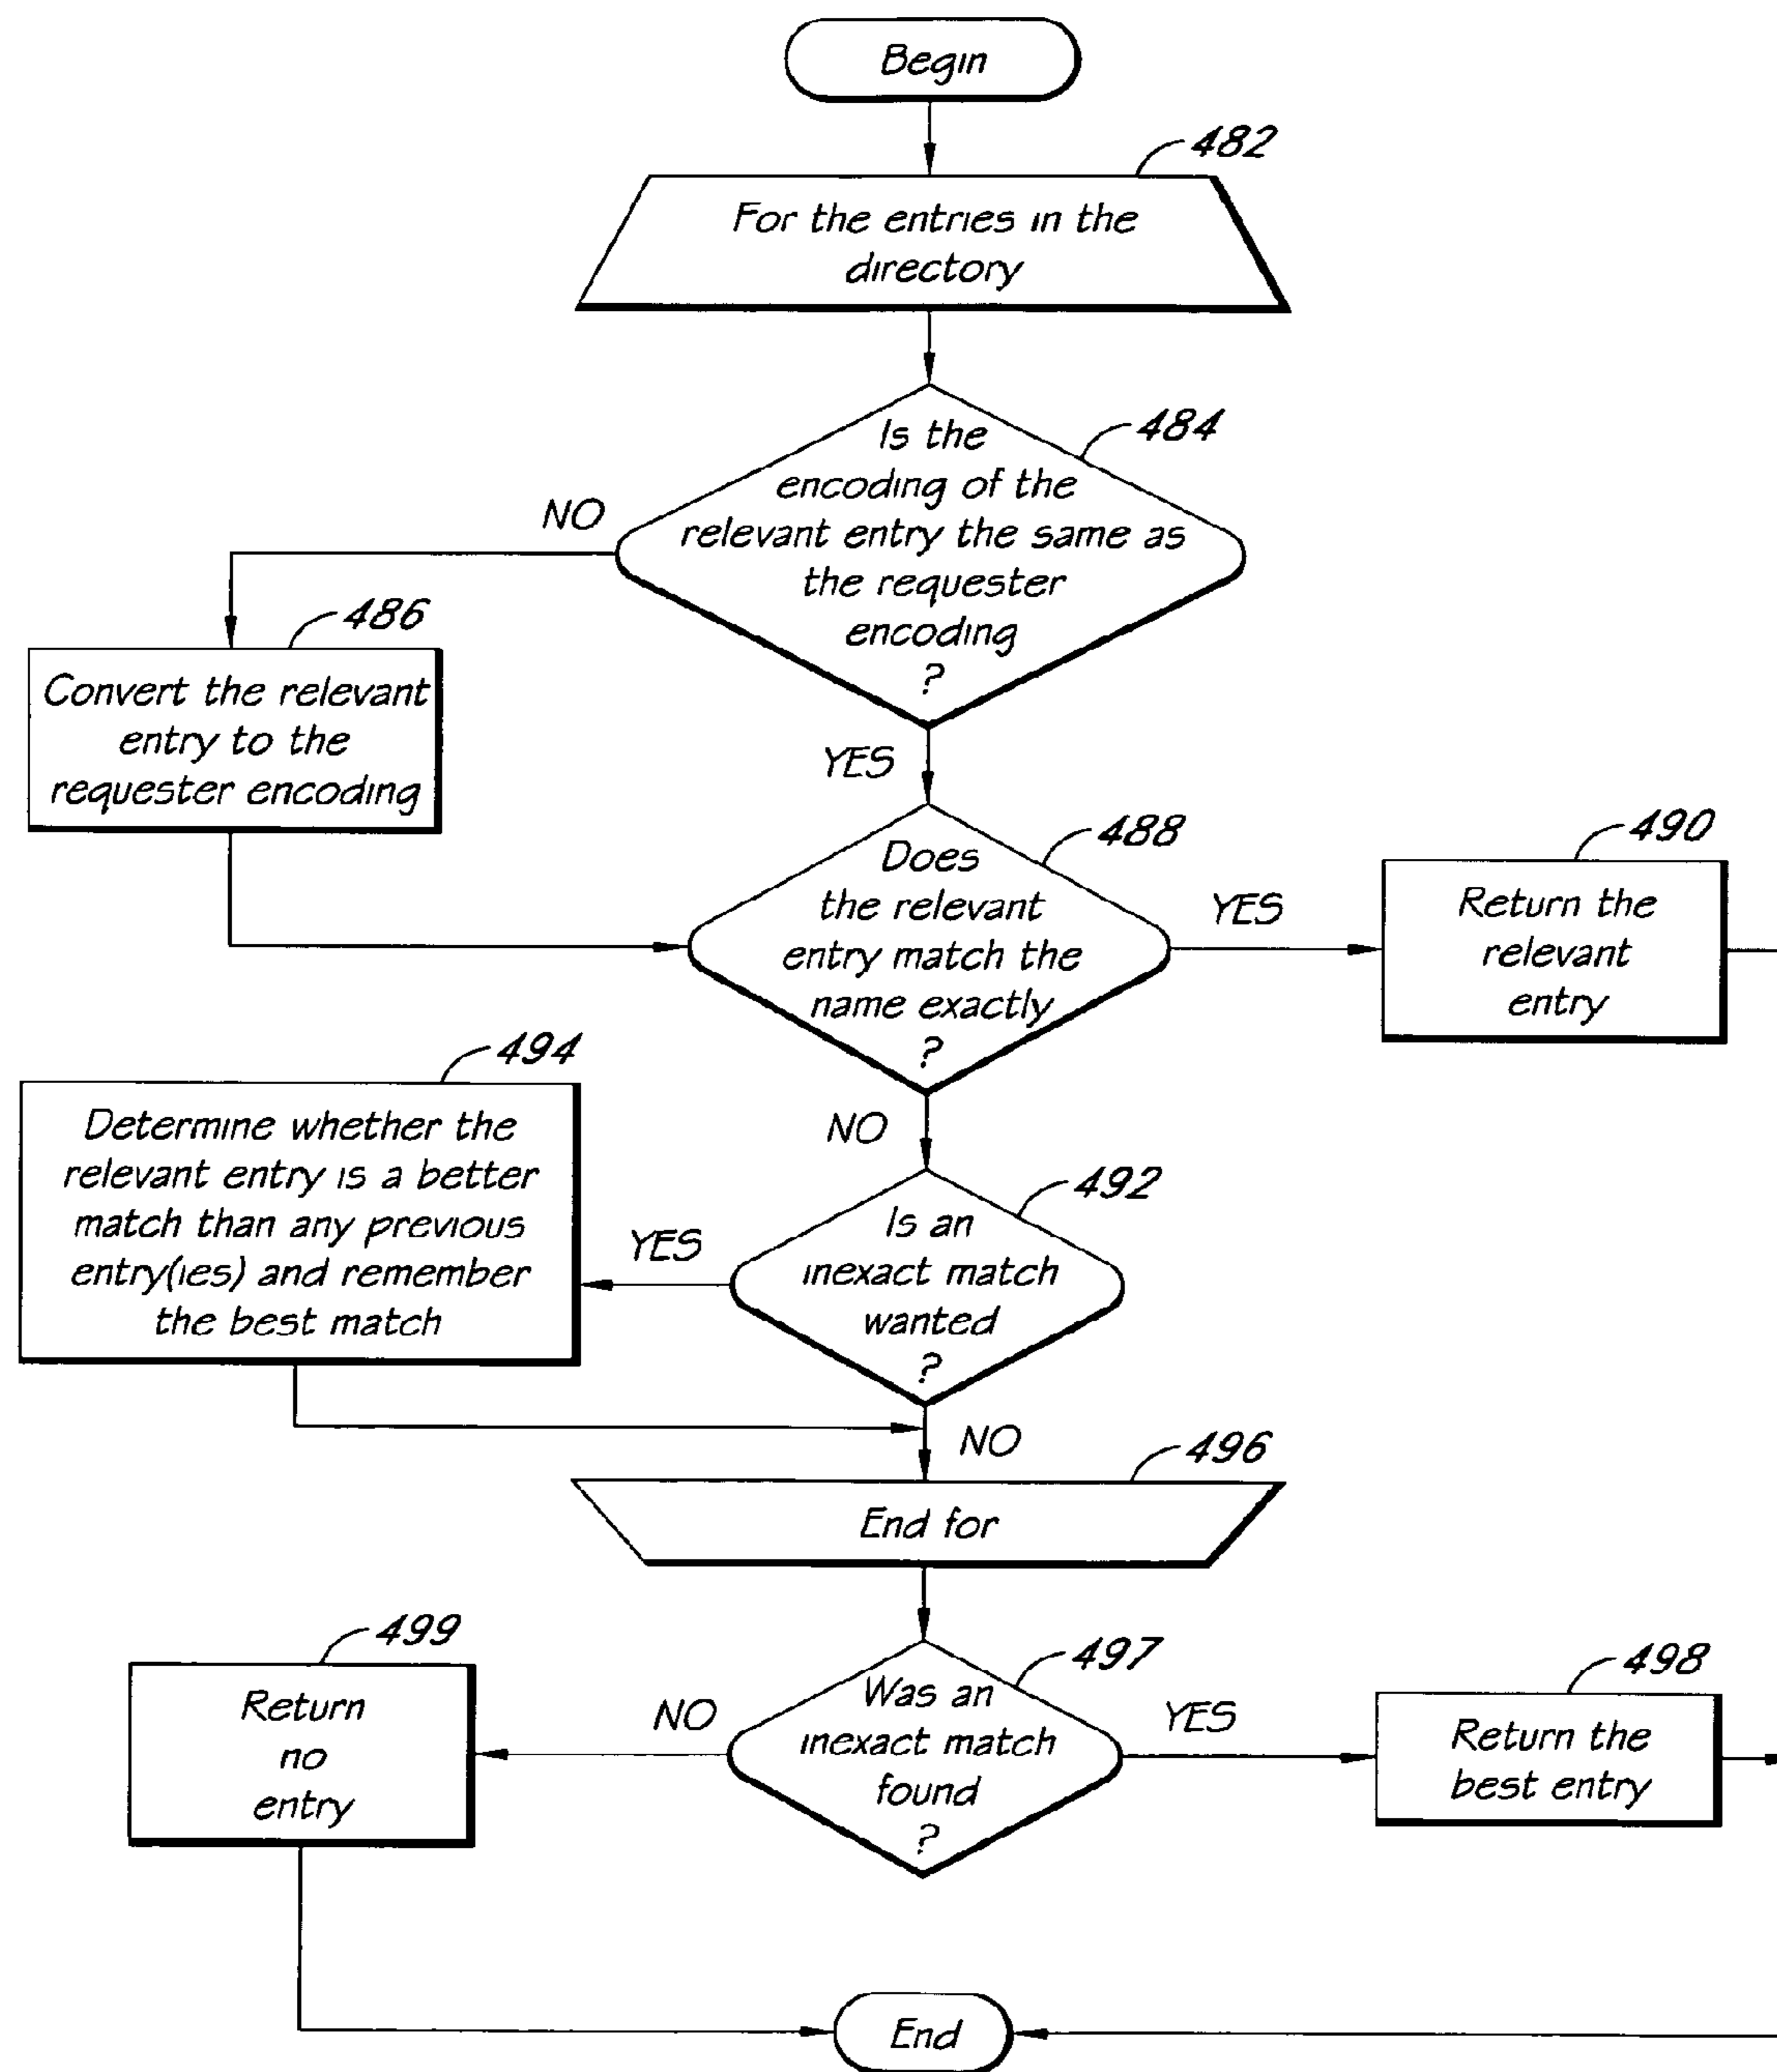 Begin
482
For the entries in the
directory
484
Is the
encoding of the
relevant entry the same as
the requester
encoding
?
NO
486
Convert the relevant
entry to the
requester encoding
YES
488
Does
the relevant
entry match the
name exactly
?
YES
490
Return the
relevant
entry
NO
492
Is an
inexact match
wanted
?
YES
494
Determine whether the
relevant entry is a better
match than any previous
entry(ies) and remember
the best match
NO
496
End for
497
Was an
inexact match
found
?
NO
499
Return
no
entry
YES
498
Return the
best entry
End